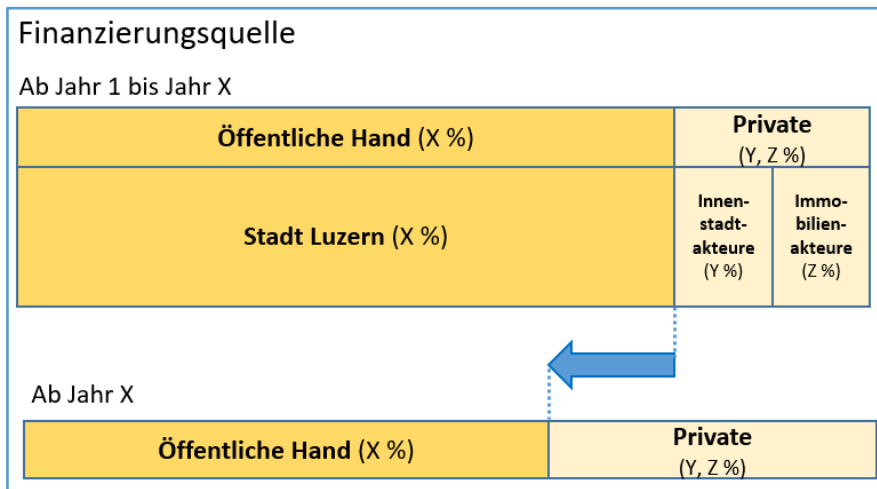 Finanzierungsquelle
Ab Jahr 1 bis Jahr X
Öffentliche Hand (X %)
Private
(Y, Z %)
Stadt Luzern (X %)
Innen-
stadt-
akteure
(Y %)
Immo-
bilien-
akteure
(Z %)
Ab Jahr X
Öffentliche Hand (X %)
Private
(Y, Z %)